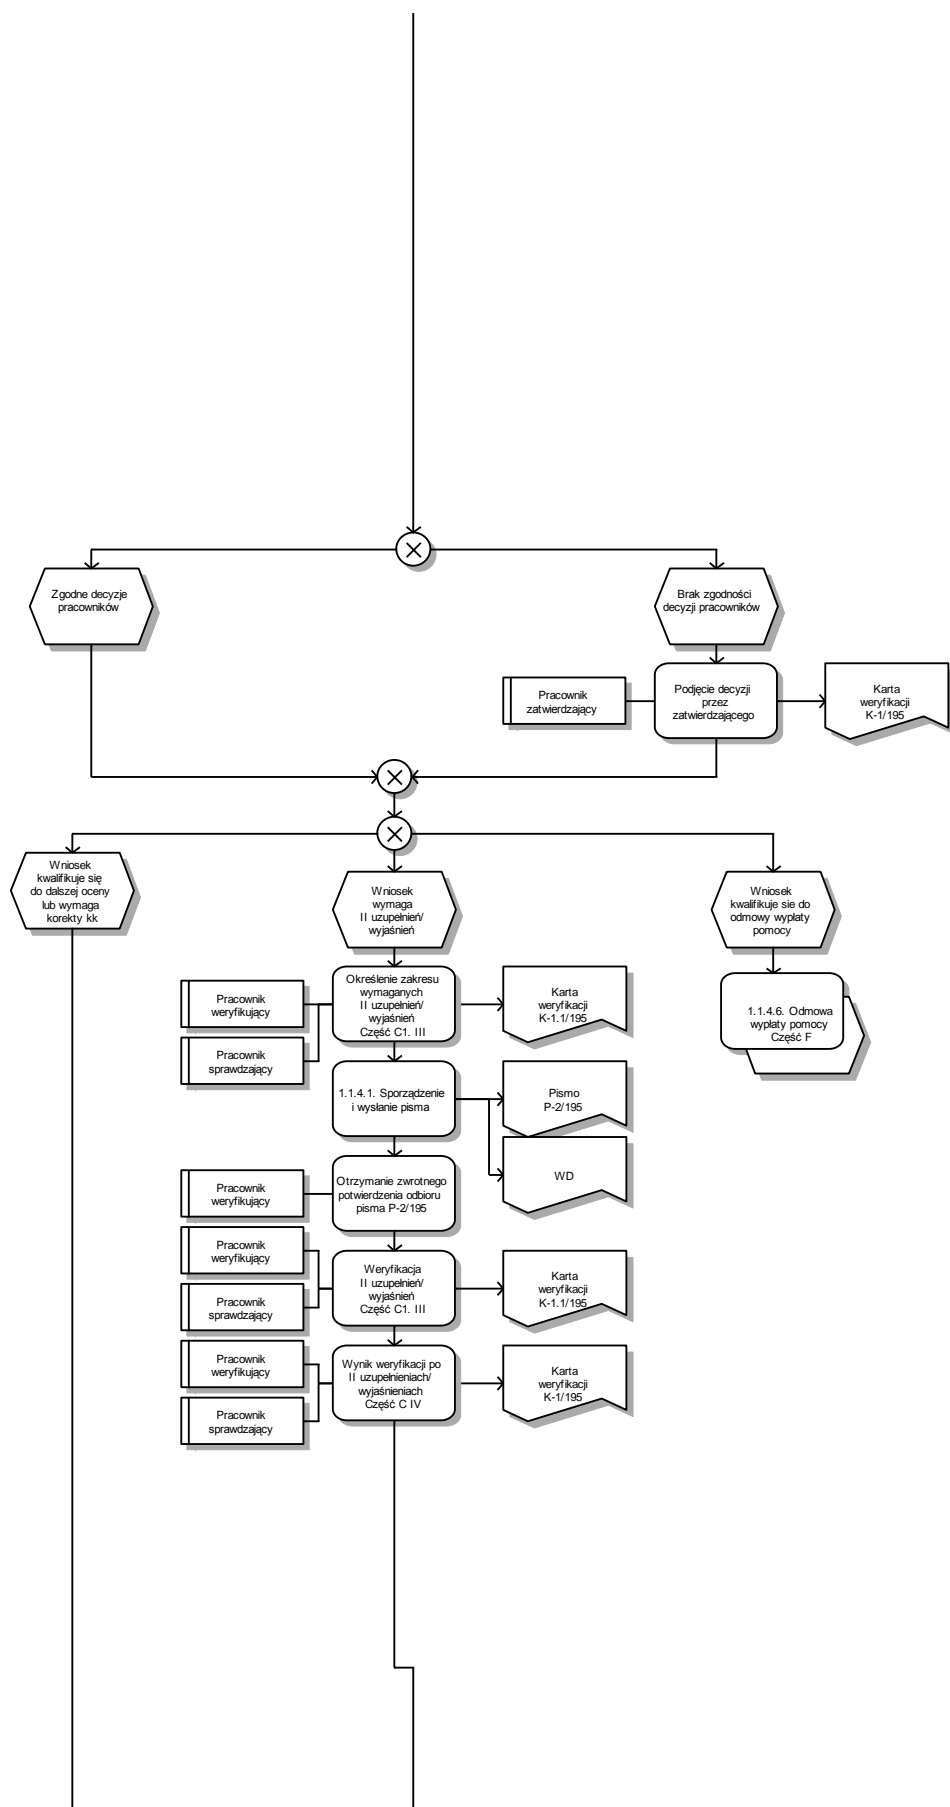 Zgodne decyzje
pracowników
Brak zgodności
decyzji pracowników
Pracownik
zatwierdzający
Podjęcie decyzji
przez
zatwierdzającego
Karta
weryfikacji
K-1/195
Wniosek
kwalifikuje się
do dalszej oceny
lub wymaga
korekty kk
Wniosek
wymaga
II uzupełnień/
wyjaśnień
Wniosek
kwalifikuje sie do
odmowy wypłaty
pomocy
Pracownik
weryfikujący
Pracownik
sprawdzający
Określenie zakresu
wymaganych
II uzupełnień/
wyjaśnień
Część C1. III
Karta
weryfikacji
K-1.1/195
1.1.4.6. Odmowa
wypłaty pomocy
Część F
1.1.4.1. Sporządzenie
i wysłanie pisma
Pismo
P-2/195
WD
Pracownik
weryfikujący
Otrzymanie zwrotnego
potwierdzenia odbioru
pisma P-2/195
Pracownik
weryfikujący
Pracownik
sprawdzający
Weryfikacja
II uzupełnień/
wyjaśnień
Część C1. III
Karta
weryfikacji
K-1.1/195
Pracownik
weryfikujący
Pracownik
sprawdzający
Wynik weryfikacji po
II uzupełnieniach/
wyjaśnieniach
Część C IV
Karta
weryfikacji
K-1/195